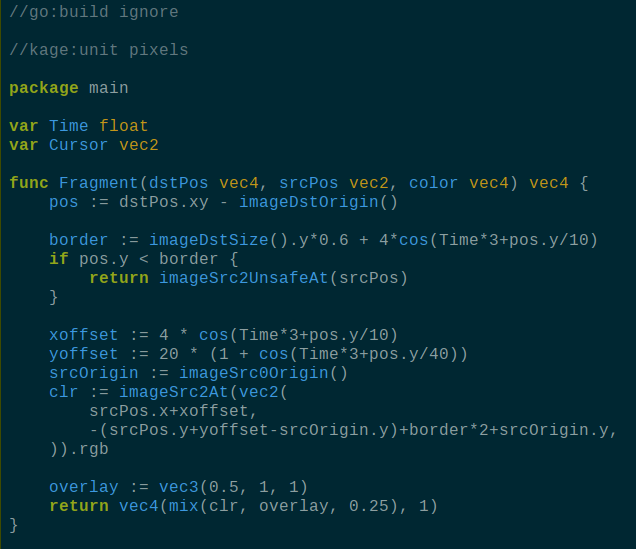 //go:build ignore

//kage:unit pixels

package main

var Time float
var Cursor vec2

func Fragment(dstPos vec4, srcPos vec2, color vec4) vec4 {
    pos := dstPos.xy - imageDstOrigin()

    border := imageDstSize().y*0.6 + 4*cos(Time*3+pos.y/10)
    if pos.y < border {
        return imageSrc2UnsafeAt(srcPos)
    }

    xoffset := 4 * cos(Time*3+pos.y/10)
    yoffset := 20 * (1 + cos(Time*3+pos.y/40))
    srcOrigin := imageSrc0Origin()
    clr := imageSrc2At(vec2(
        srcPos.x+xoffset,
        -(srcPos.y+yoffset-srcOrigin.y)+border*2+srcOrigin.y,
    )).rgb

    overlay := vec3(0.5, 1, 1)
    return vec4(mix(clr, overlay, 0.25), 1)
}